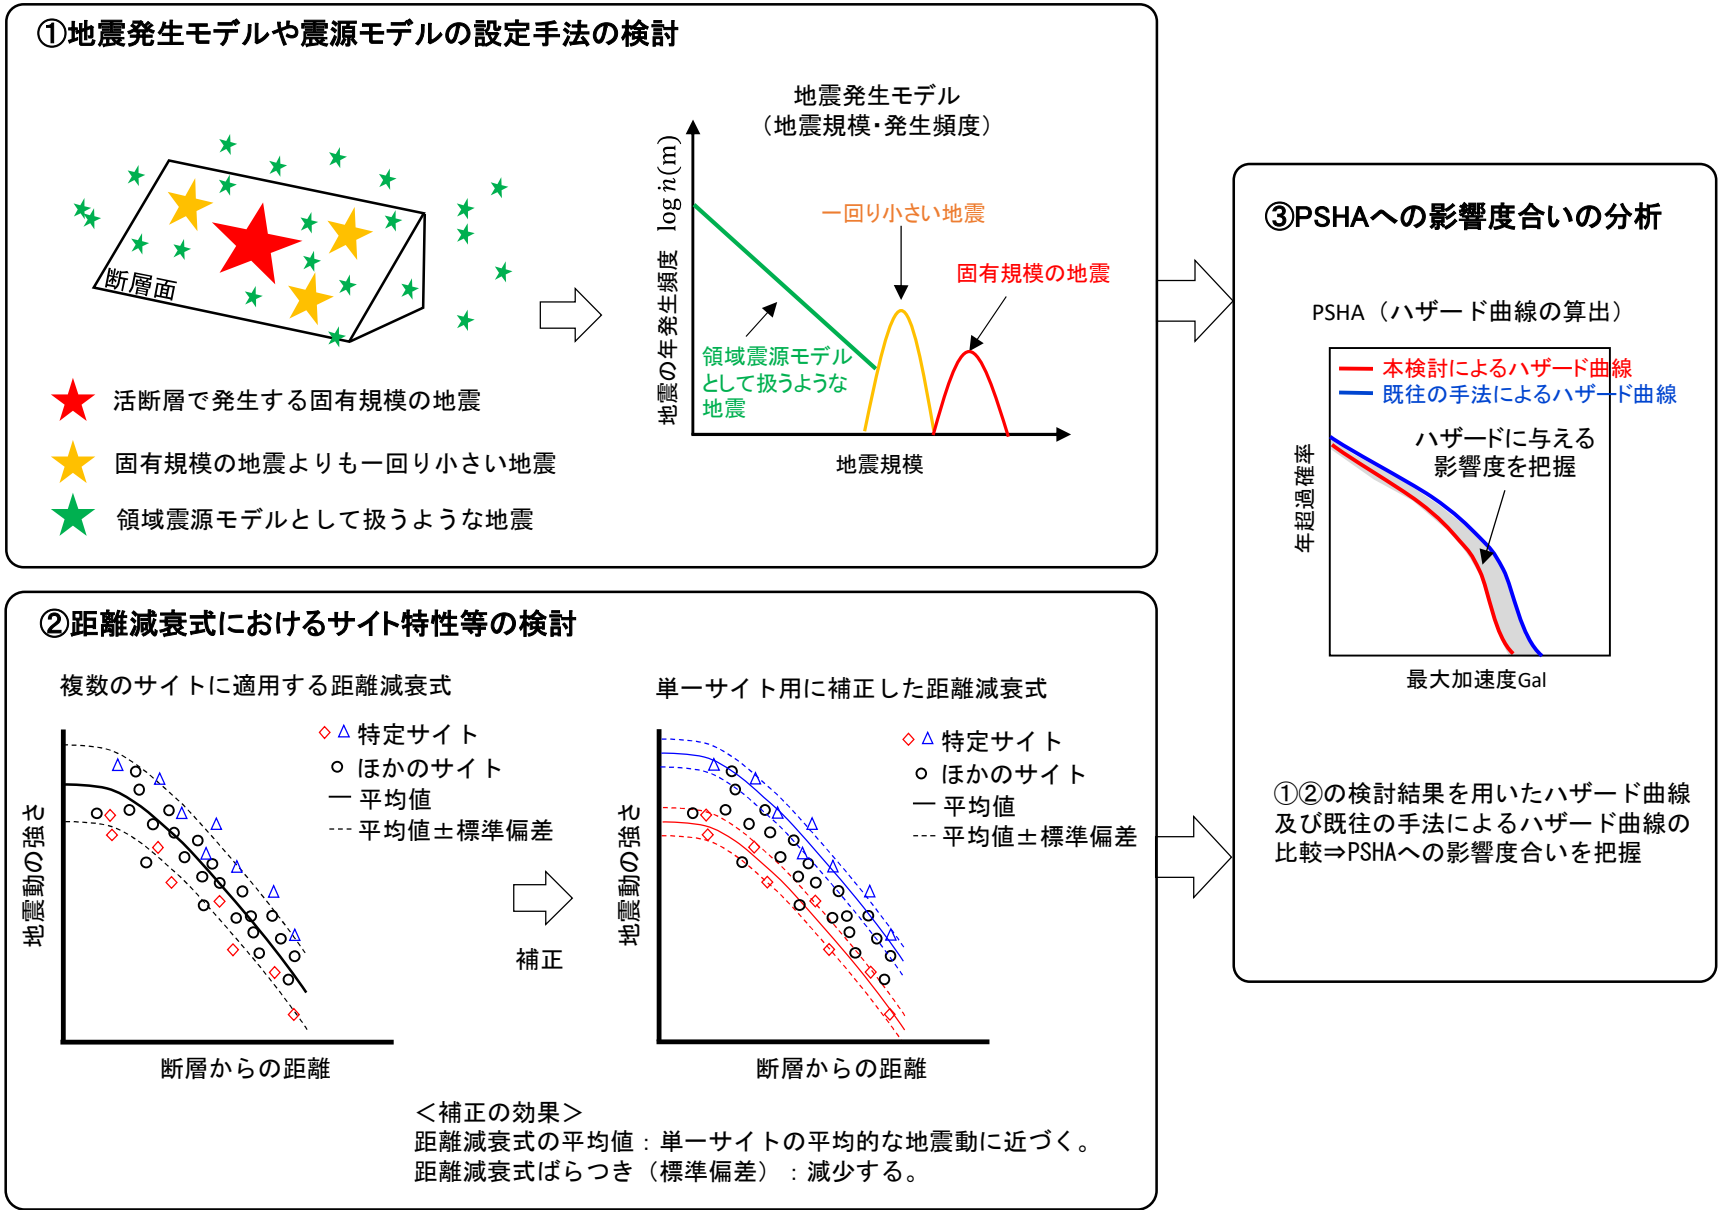 ①地震発生モデルや震源モデルの設定手法の検討
断層面
活断層で発生する固有規模の地震
固有規模の地震よりも一回り小さい地震
領域震源モデルとして扱うような地震
地震発生モデル
（地震規模・発生頻度）
地震の年発生頻度 log ṅ(m)
一回り小さい地震
固有規模の地震
領域震源モデル
として扱うような
地震
地震規模
②距離減衰式におけるサイト特性等の検討
複数のサイトに適用する距離減衰式
特定サイト
ほかのサイト
平均値
平均値±標準偏差
地震動の強さ
断層からの距離
補正
単一サイト用に補正した距離減衰式
特定サイト
ほかのサイト
平均値
平均値±標準偏差
地震動の強さ
断層からの距離
＜補正の効果＞
距離減衰式の平均値：単一サイトの平均的な地震動に近づく。
距離減衰式ばらつき（標準偏差）：減少する。
③PSHAへの影響度合いの分析
PSHA（ハザード曲線の算出）
本検討によるハザード曲線
既往の手法によるハザード曲線
ハザードに与える
影響度を把握
年超過確率
最大加速度Gal
①②の検討結果を用いたハザード曲線
及び既往の手法によるハザード曲線の
比較⇒PSHAへの影響度合いを把握